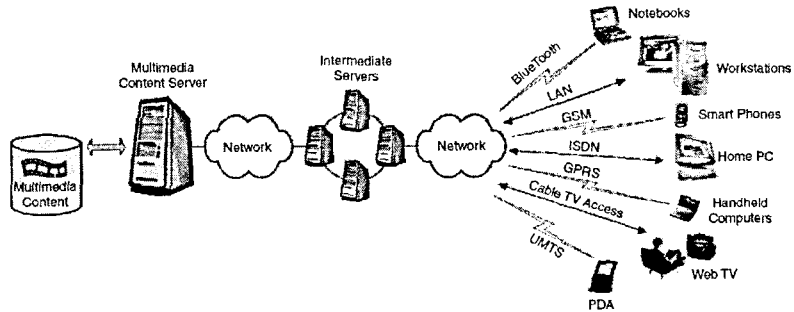 Multimedia
Content
Multimedia
Content Server
Network
Intermediate
Servers
Network
BlueTooth
LAN
GSM
ISDN
GPRS
Cable TV Access
UMTS
Notebooks
Workstations
Smart Phones
Home PC
Handheld
Computers
Web TV
PDA